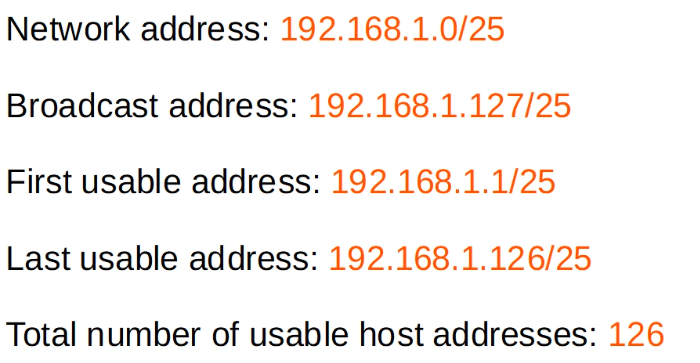 Network address: 192.168.1.0/25
Broadcast address: 192.168.1.127/25
First usable address: 192.168.1.1/25
Last usable address: 192.168.1.126/25
Total number of usable host addresses: 126